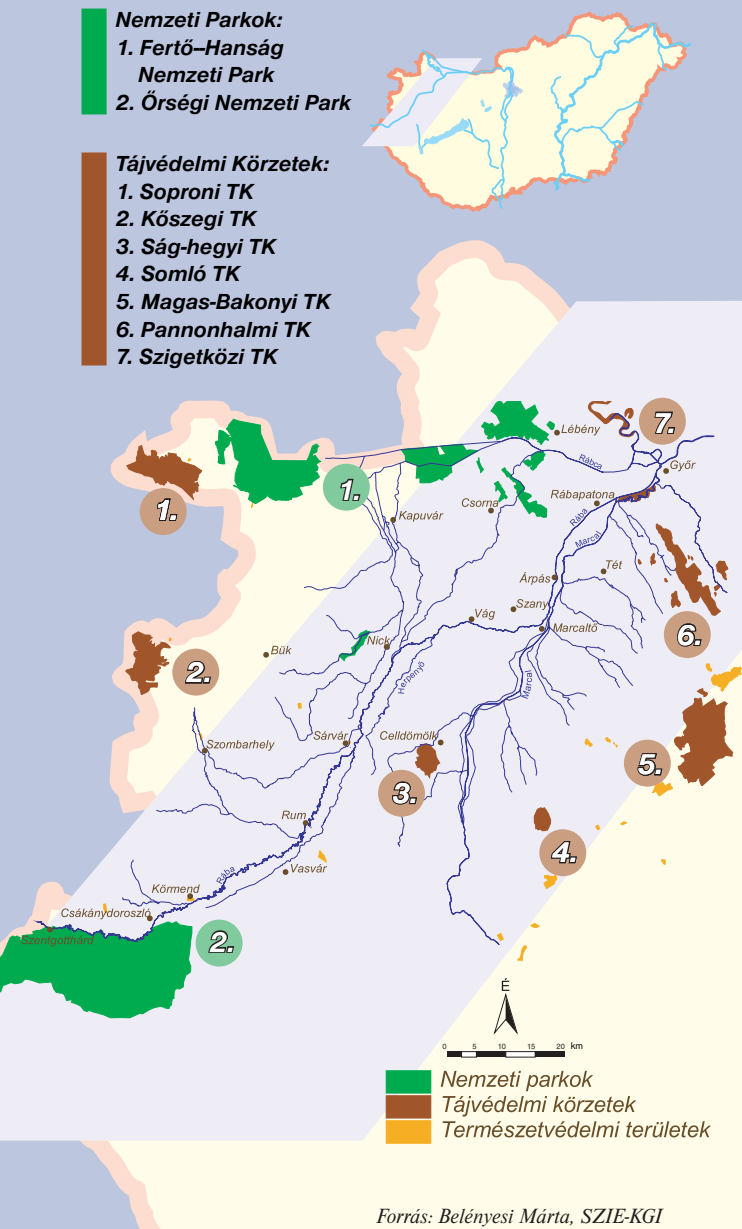 Nemzeti Parkok:
1. Fertő–Hanság
Nemzeti Park
2. Őrségi Nemzeti Park
Tájvédelmi Körzetek:
1. Soproni TK
2. Kőszegi TK
3. Ság-hegyi TK
4. Somló TK
5. Magas-Bakonyi TK
6. Pannonhalmi TK
7. Szigetközi TK
7.
Lébény
Győr
Rábca
1.
1.
Csorna
Rábapatona
Kapuvár
Rába
Marcal
Tét
Árpás
Szany
Vág
Marcaltő
6.
Nick
Bük
2.
Herpenyő
Marcal
Sárvár
Celldömölk
Szombarhely
5.
3.
Rum
4.
Rába
Vasvár
Körmend
Csákánydoroszló
2.
Szentgotthárd
É
0 5 10 15 20 km
Nemzeti parkok
Tájvédelmi körzetek
Természetvédelmi területek
Forrás: Belényesi Márta, SZIE-KGI